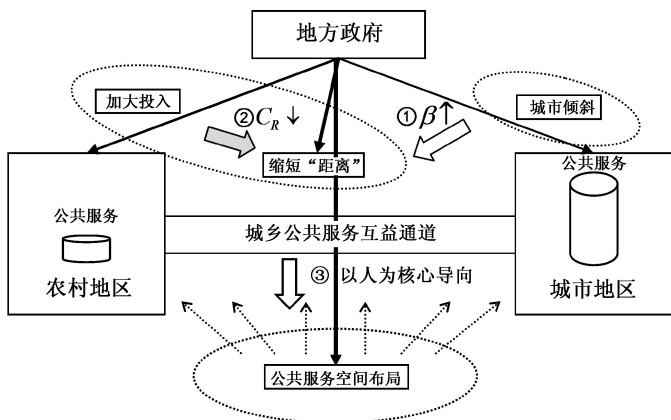 地方政府
加大投入
城市倾斜
② C_R ↓
① β ↑
缩短“距离”
公共服务
公共服务
城乡公共服务互益通道
农村地区
城市地区
③ 以人为核心导向
公共服务空间布局